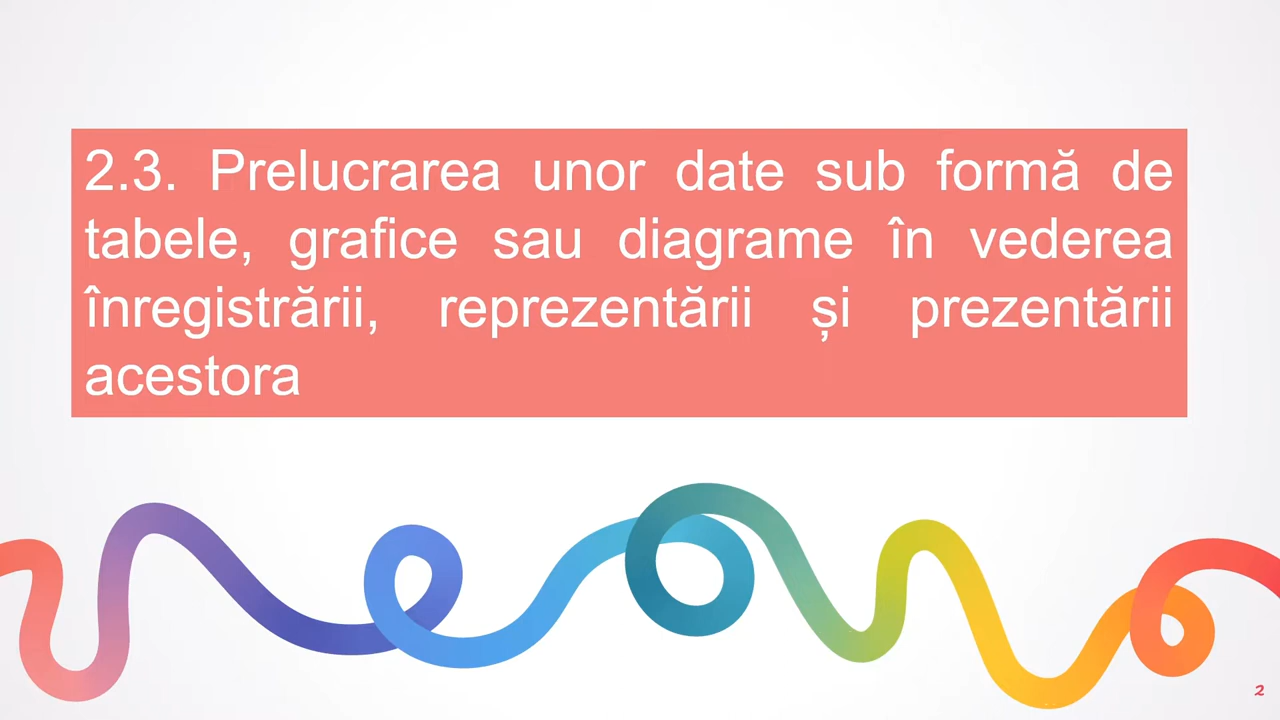 2.3. Prelucrarea unor date sub formă de
tabele, grafice sau diagrame în vederea
înregistrării, reprezentării și prezentării
acestora
2